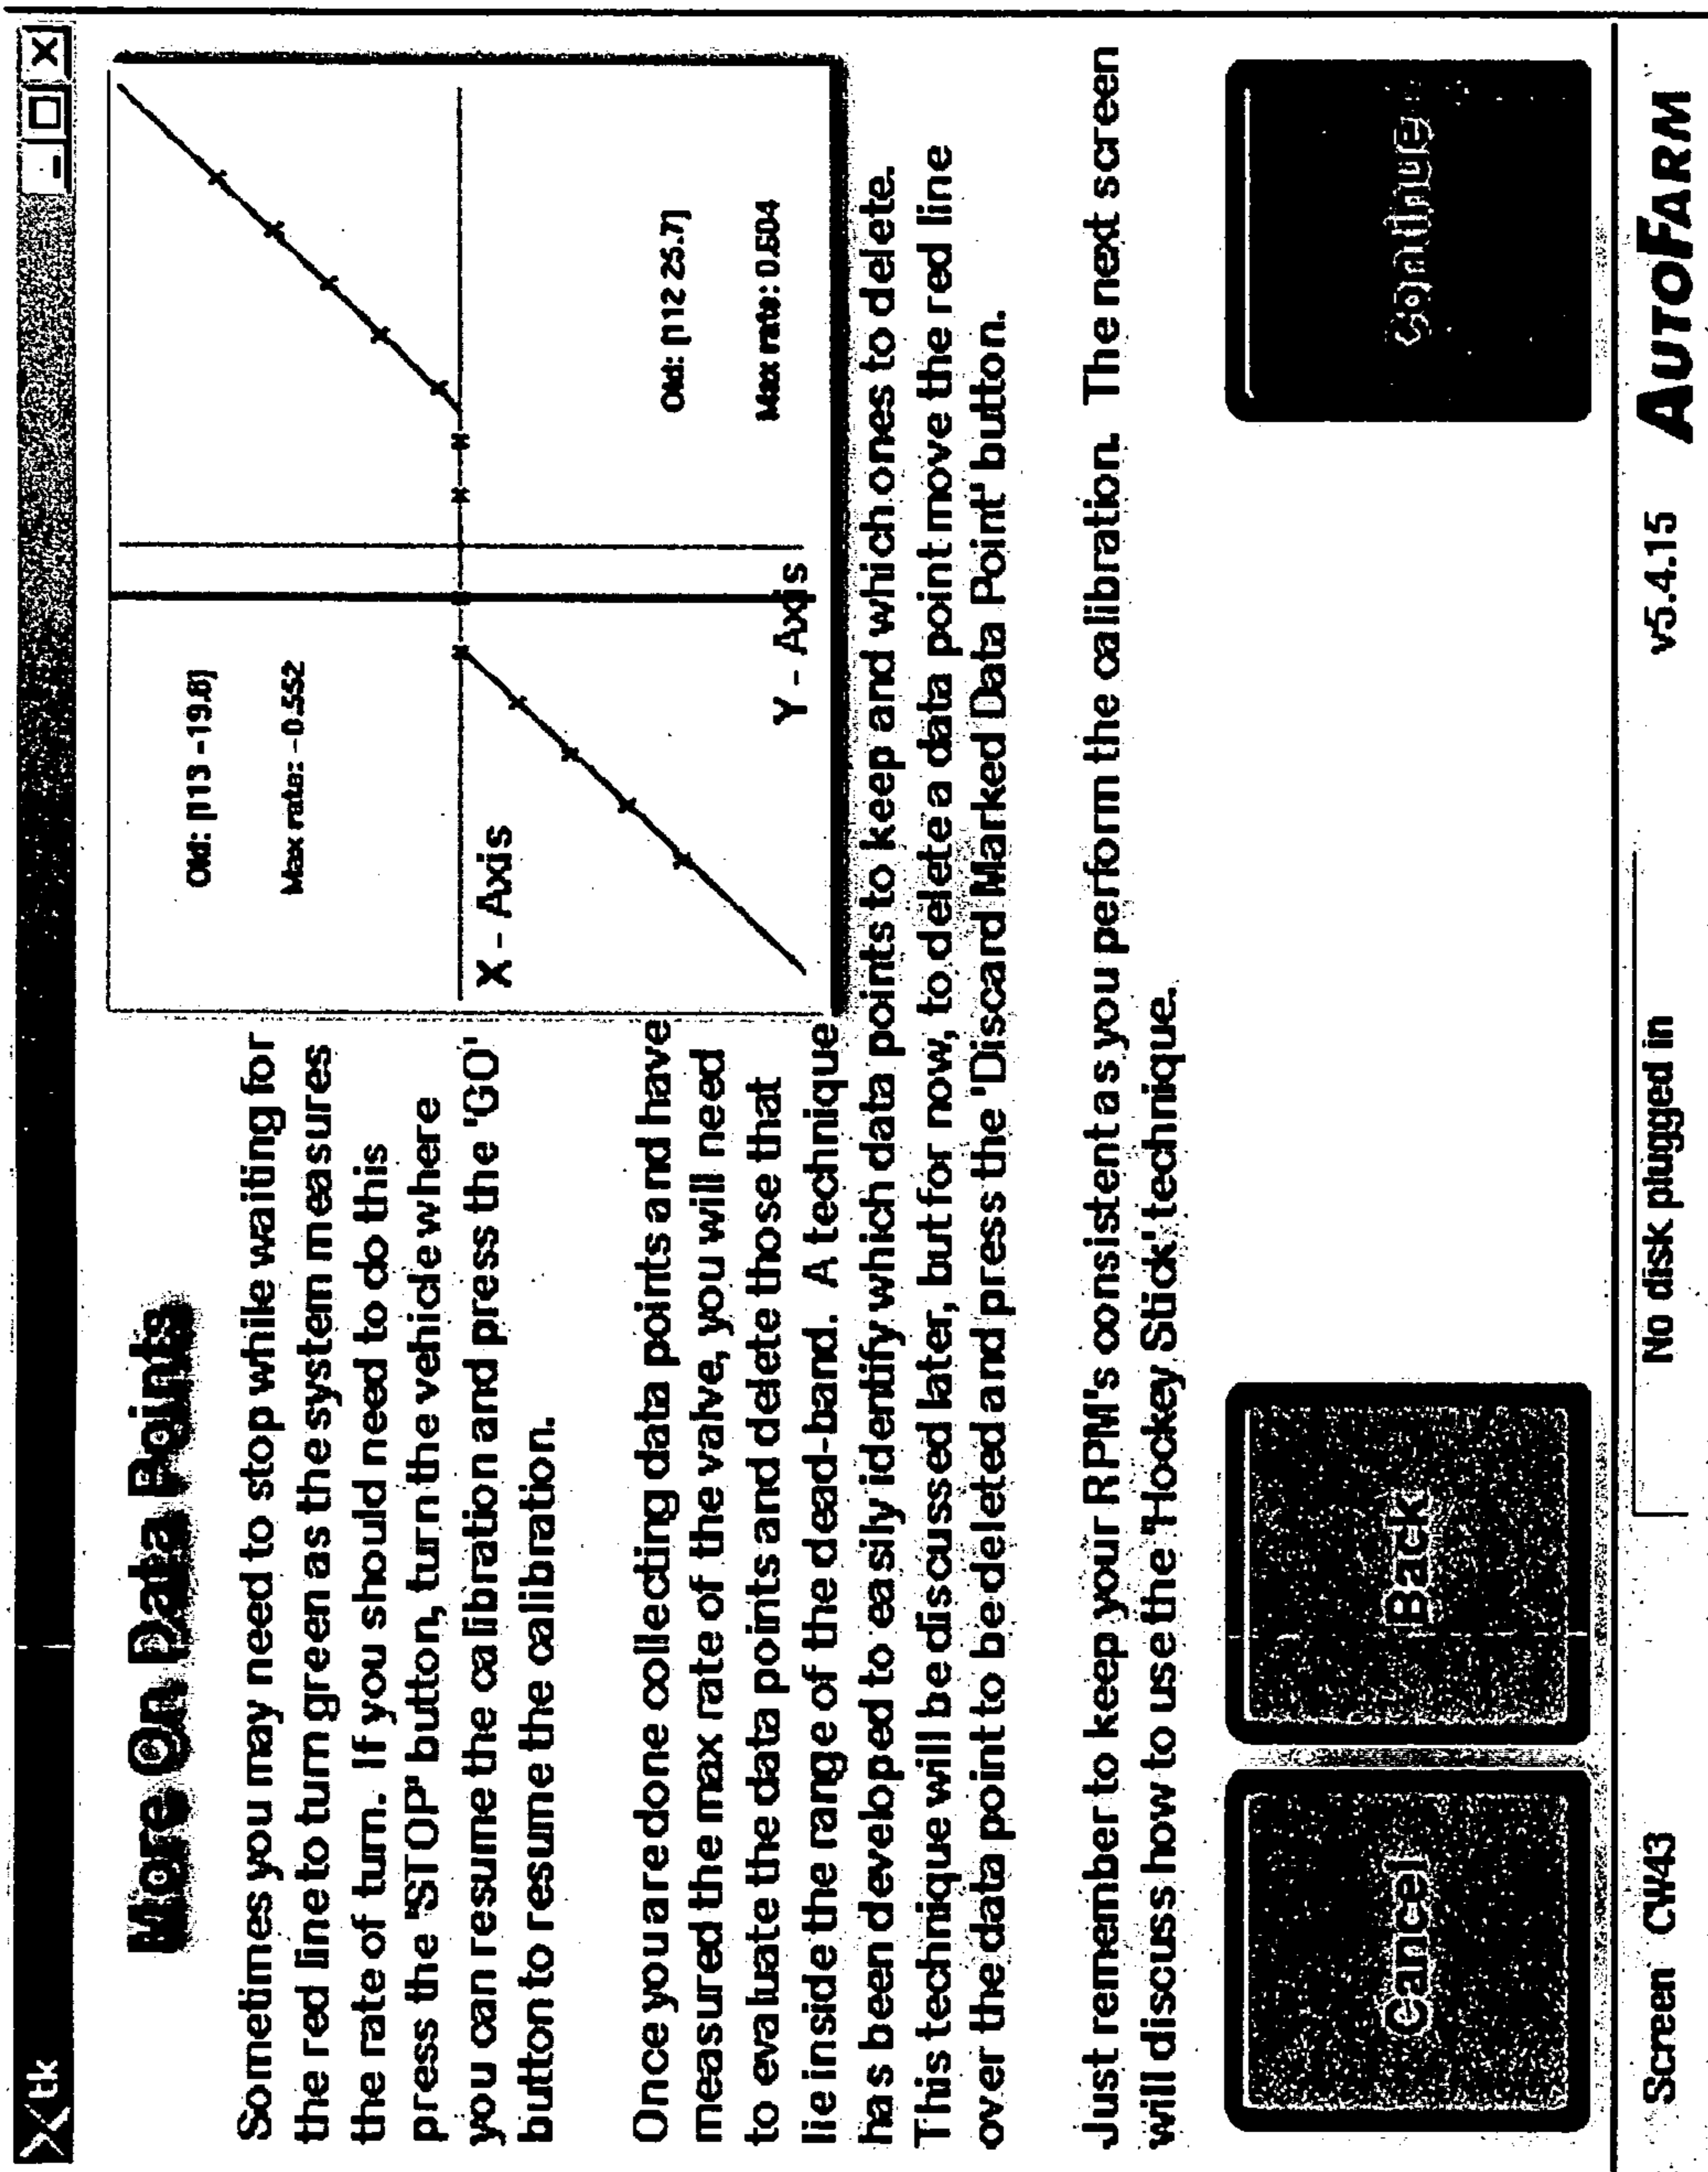 tk
More On Data Points
Sometimes you may need to stop while waiting for
the red line to turn green as the system measures
the rate of turn. If you should need to do this
press the 'STOP' button, turn the vehicle where
you can resume the calibration and press the 'GO'
button to resume the calibration.
Once you are done collecting data points and have
measured the max rate of the valve, you will need
to evaluate the data points and delete those that
lie inside the range of the dead-band. A technique
has been developed to easily identify which data points to keep and which ones to delete.
This technique will be discussed later, but for now, to delete a data point move the red line
over the data point to be deleted and press the 'Discard Marked Data Point' button.
Just remember to keep your RPM's consistent as you perform the calibration. The next screen
will discuss how to use the 'Hockey Stick' technique.
Old: [113 -19.8]
Max rate: -0.552
X - Axis
Y - Axis
Old: [112 25.7]
Max rate: 0.604
Cancel
Back
Continue
Screen CW43
No disk plugged in
v5.4.15
AUTOFARM